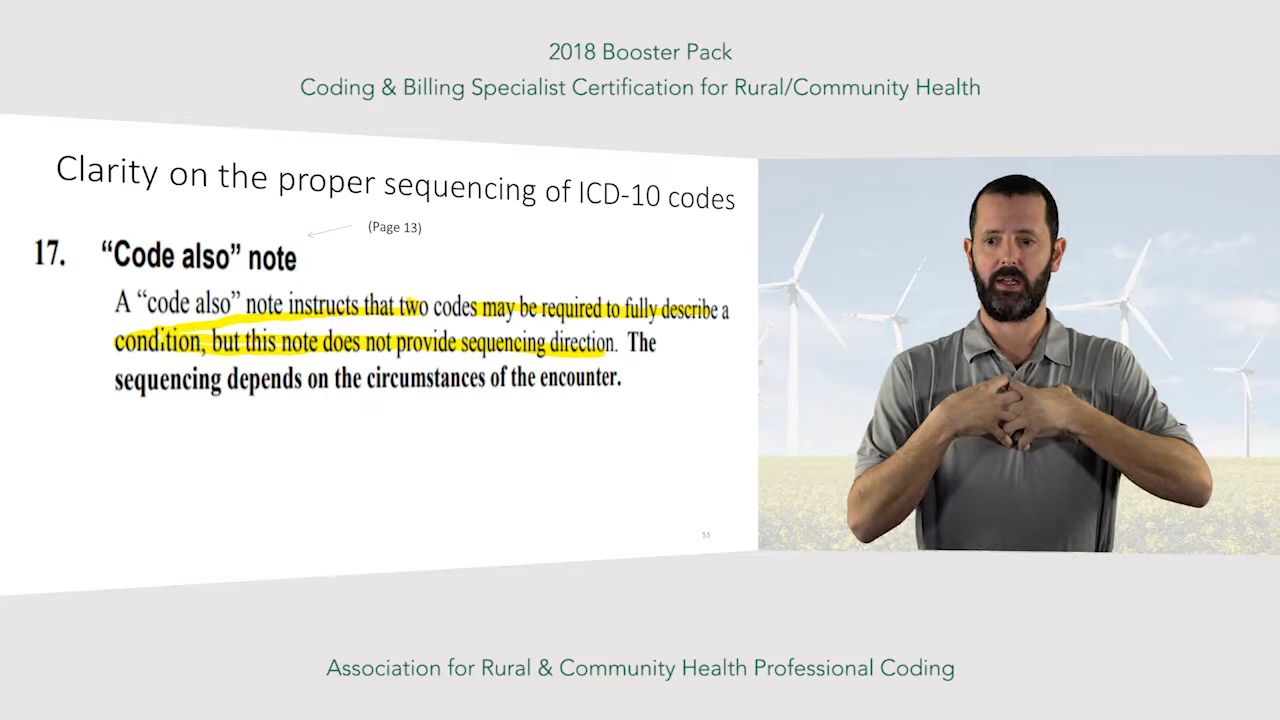 2018 Booster Pack
Coding & Billing Specialist Certification for Rural/Community Health
Clarity on the proper sequencing of ICD-10 codes
(Page 13)
17. “Code also” note
A “code also” note instructs that two codes may be required to fully describe a
condition, but this note does not provide sequencing direction. The
sequencing depends on the circumstances of the encounter.
53
Association for Rural & Community Health Professional Coding